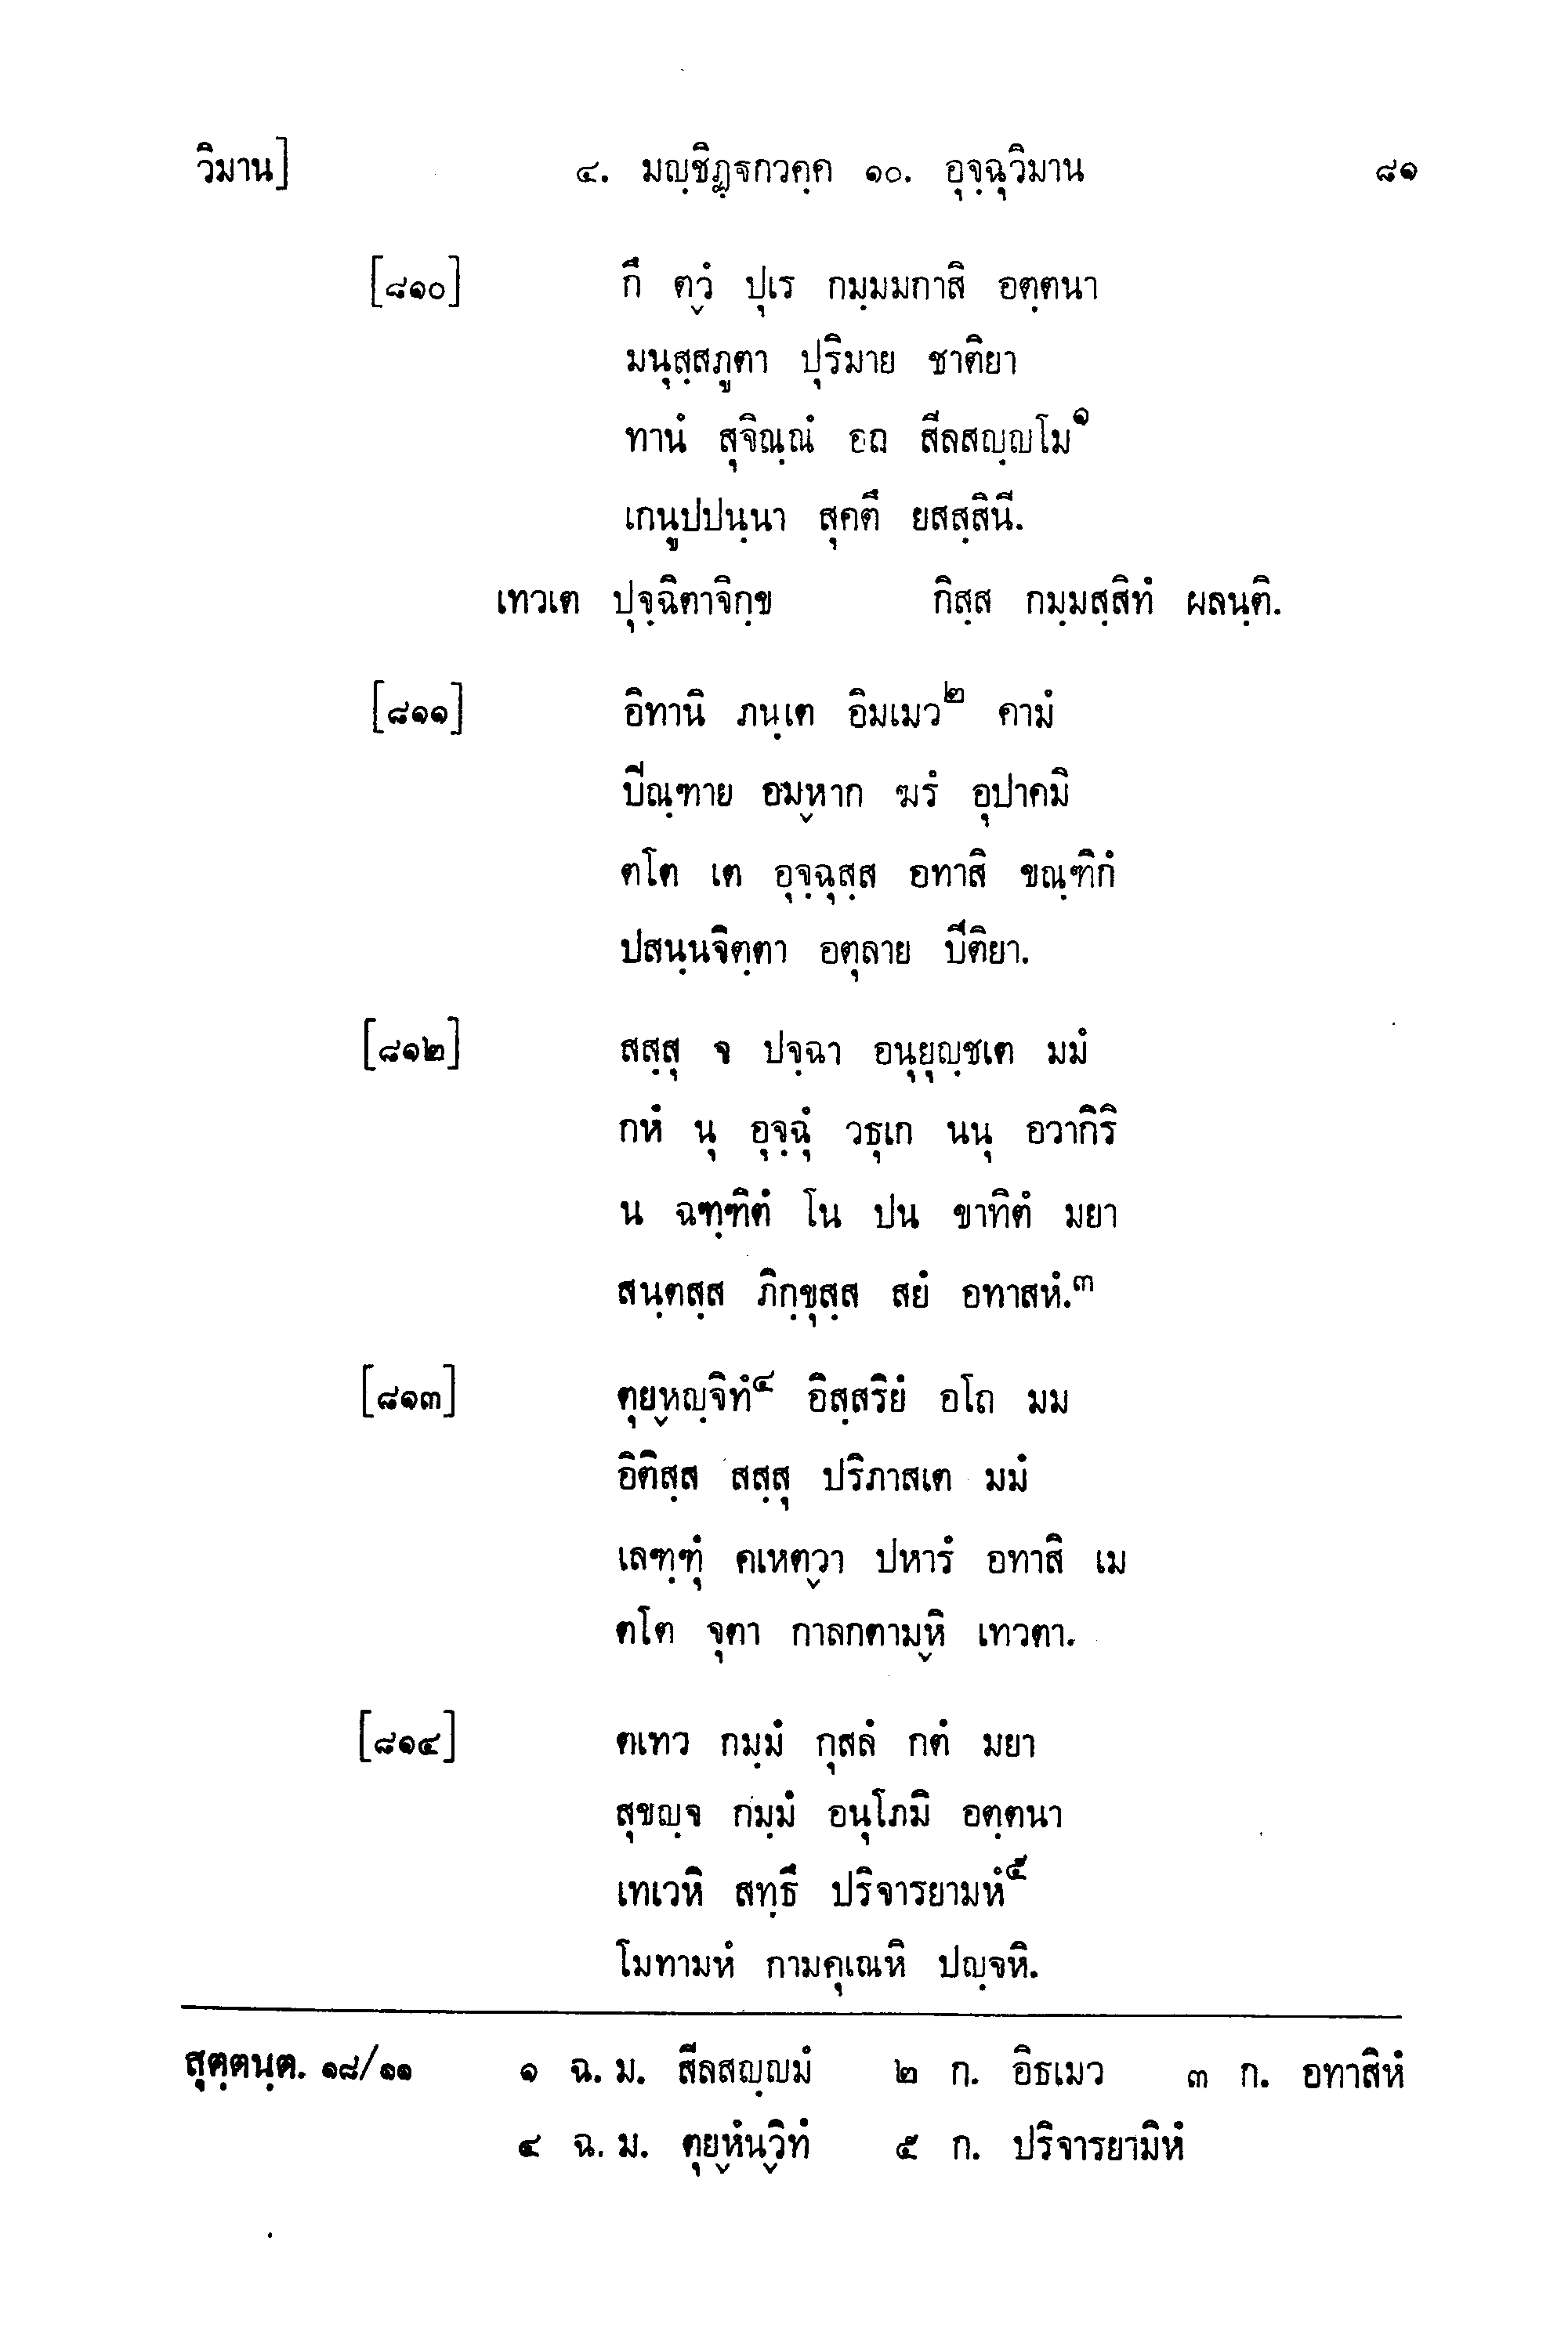 วิมาน] ๔. มญฺชิฏฺฐกวคฺค ๑๐. อุจฺฉุวิมาน ๘๑
[๘๑๐] กึ ตฺวํ ปุเร กมฺมมกาสิ อตฺตนา
มนุสฺสภูตา ปุริมาย ชาติยา
ทานํ สุจิณฺณํ อถ สีลสญฺญโม๑
เกนูปปนฺนา สุคตึ ยสสฺสินี.
เทวเต ปุจฺฉิตาจิกฺข กิสฺส กมฺมสฺสิทํ ผลนฺติ.
[๘๑๑] อิทานิ ภนฺเต อิมเมว๒ คามํ
ปิณฺฑาย อมฺหาก ฆรํ อุปาคมิ
ตโต เต อุจฺฉุสฺส อทาสิ ขณฺฑิกํ
ปสนฺนจิตฺตา อตุลาย ปีติยา.
[๘๑๒] สสฺสุ จ ปจฺฉา อนุยุญฺชเต มมํ
กหํ นุ อุจฺฉุํ วธุเก นนุ อวากิริ
น ฉฑฺฑิตํ โน ปน ขาทิตํ มยา
สนฺตสฺส ภิกฺขุสฺส สยํ อทาสหํ.๓
[๘๑๓] ตุยฺหญฺจิทํ๔ อิสฺสริยํ อโถ มม
อิติสฺส สสฺสุ ปริภาสเต มมํ
เลฑฺฑุํ คเหตฺวา ปหารํ อทาสิ เม
ตโต จุตา กาลกตามฺหิ เทวตา.
[๘๑๔] ตเทว กมฺมํ กุสลํ กตํ มยา
สุขญฺจ กมฺมํ อนุโภมิ อตฺตนา
เทเวหิ สทฺธึ ปริจารยามหํ๕
โมทามหํ กามคุเณหิ ปญฺจหิ.
สุตฺตนฺต. ๑๘/๑๑ ๑ ฉ. ม. สีลสญฺญมํ ๒ ก. อิธเมว ๓ ก. อทาสิหํ
๔ ฉ. ม. ตุยฺหํนฺวิทํ ๕ ก. ปริจารยามิหํ